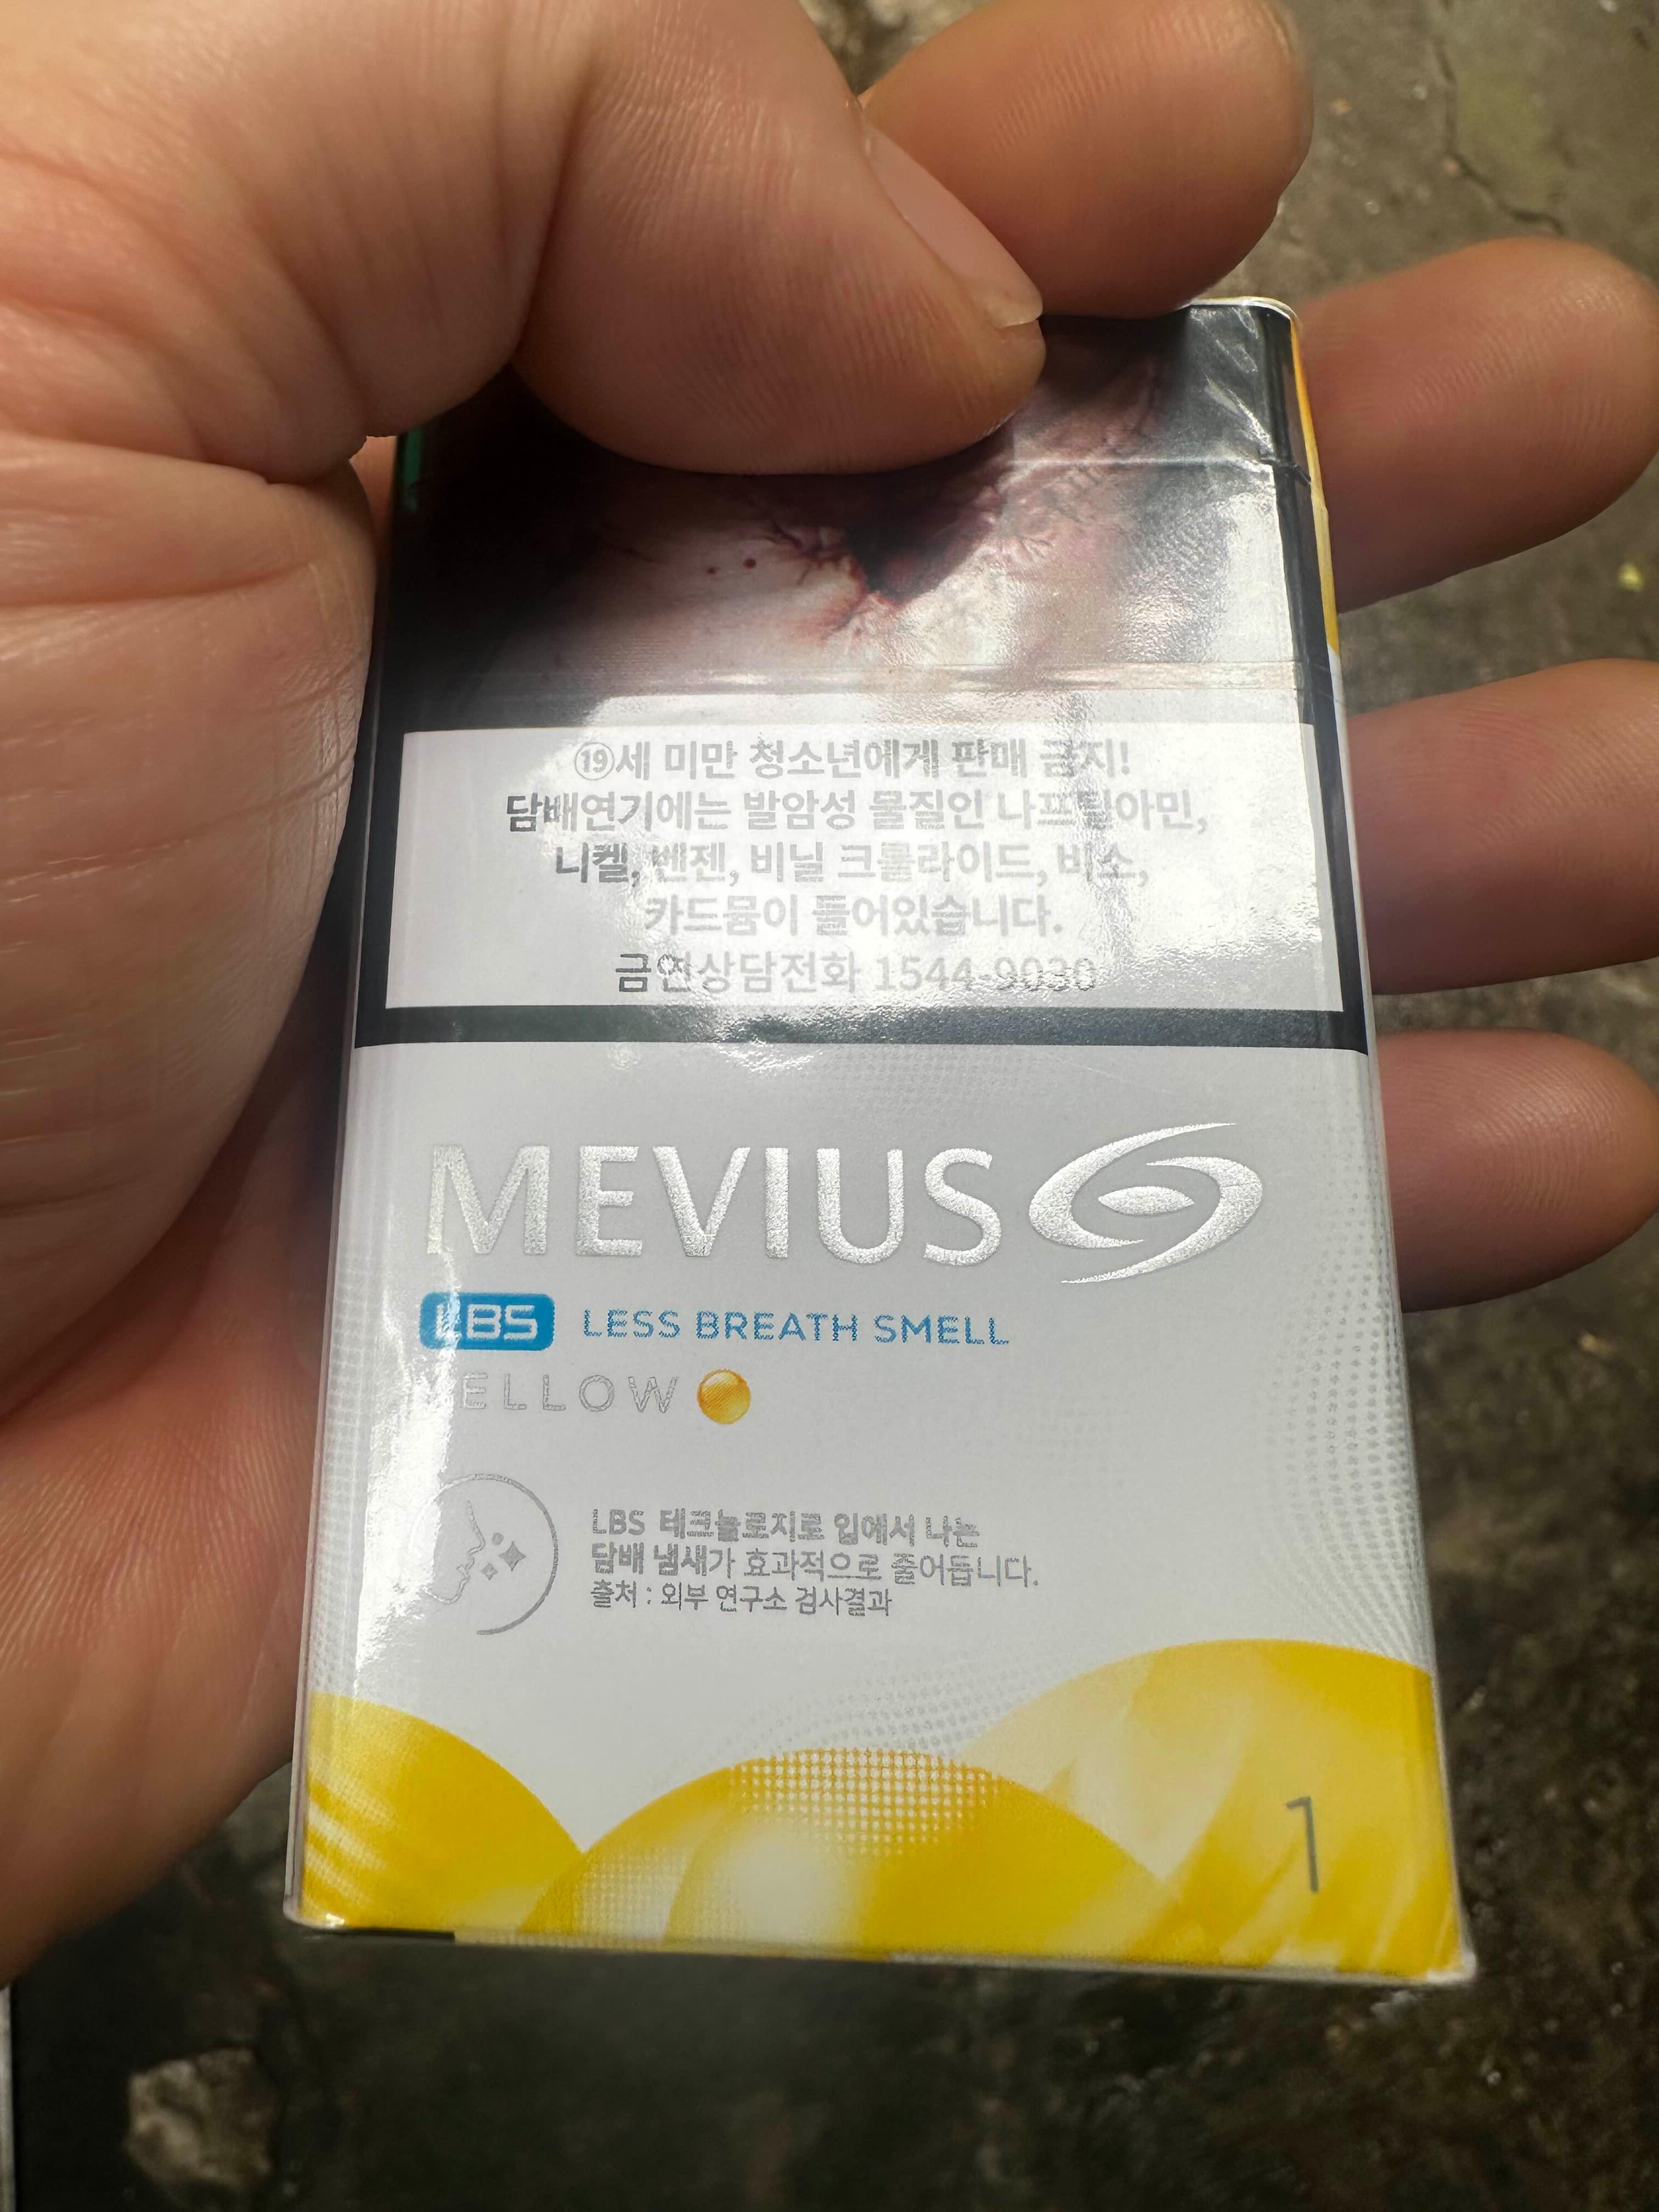 ⑲세 미만 청소년에게 판매 금지!
담배연기에는 발암성 물질인 나프틸아민,
니켈, 벤젠, 비닐 크롤라이드, 비소,
카드뮴이 들어있습니다.
금연상담전화 1544-9030
MEVIUS
LBS LESS BREATH SMELL
LBS 테크놀로지로 입에서 나는
담배 냄새가 효과적으로 줄어듭니다.
출처 : 외부 연구소 검사결과
1